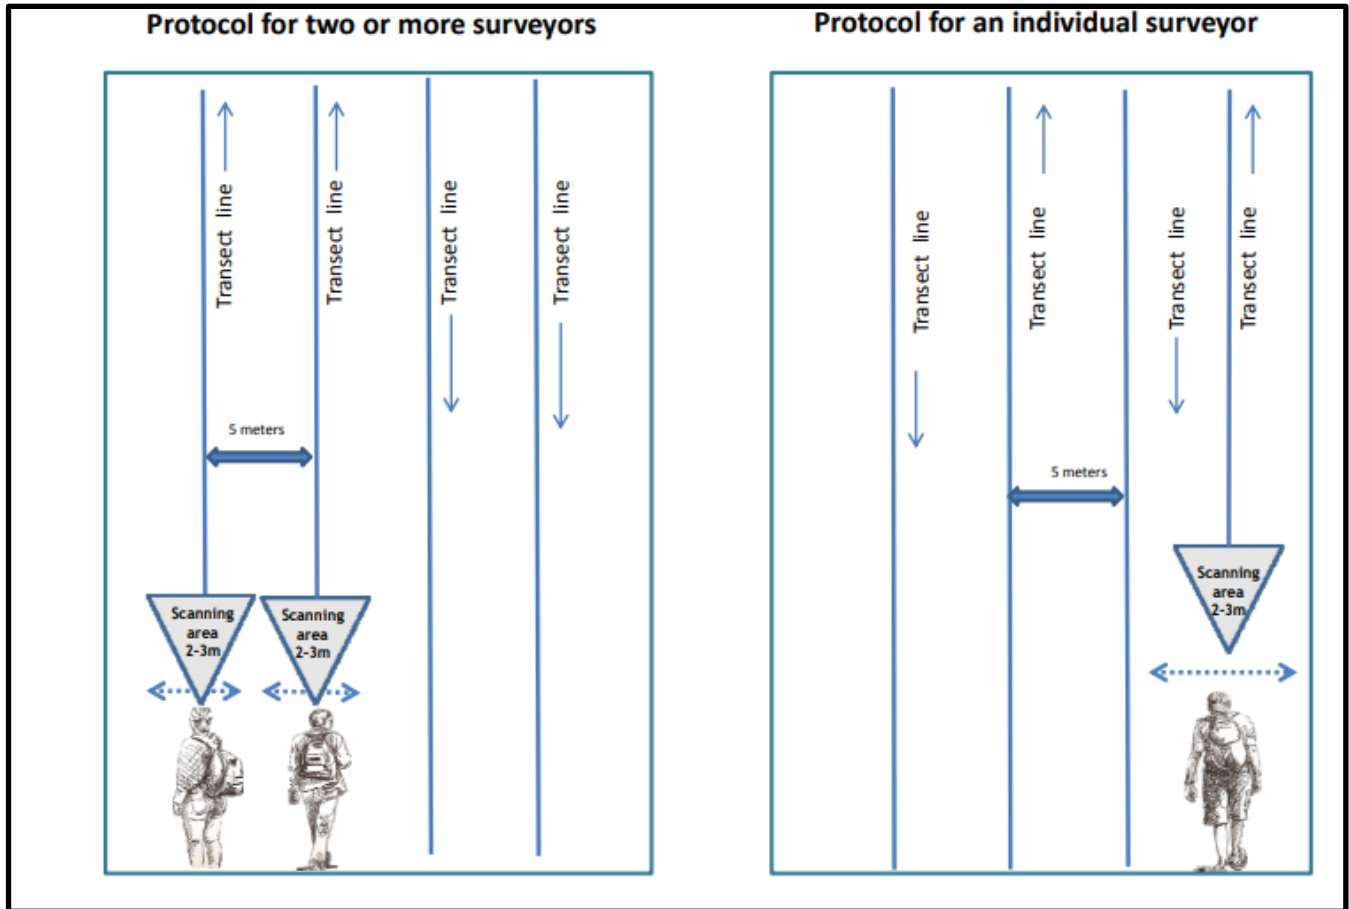 Protocol for two or more surveyors
Transect line
Transect line
Transect line
Transect line
5 meters
Scanning
area
2-3m
Scanning
area
2-3m
Protocol for an individual surveyor
Transect line
Transect line
Transect line
Transect line
5 meters
Scanning
area
2-3m